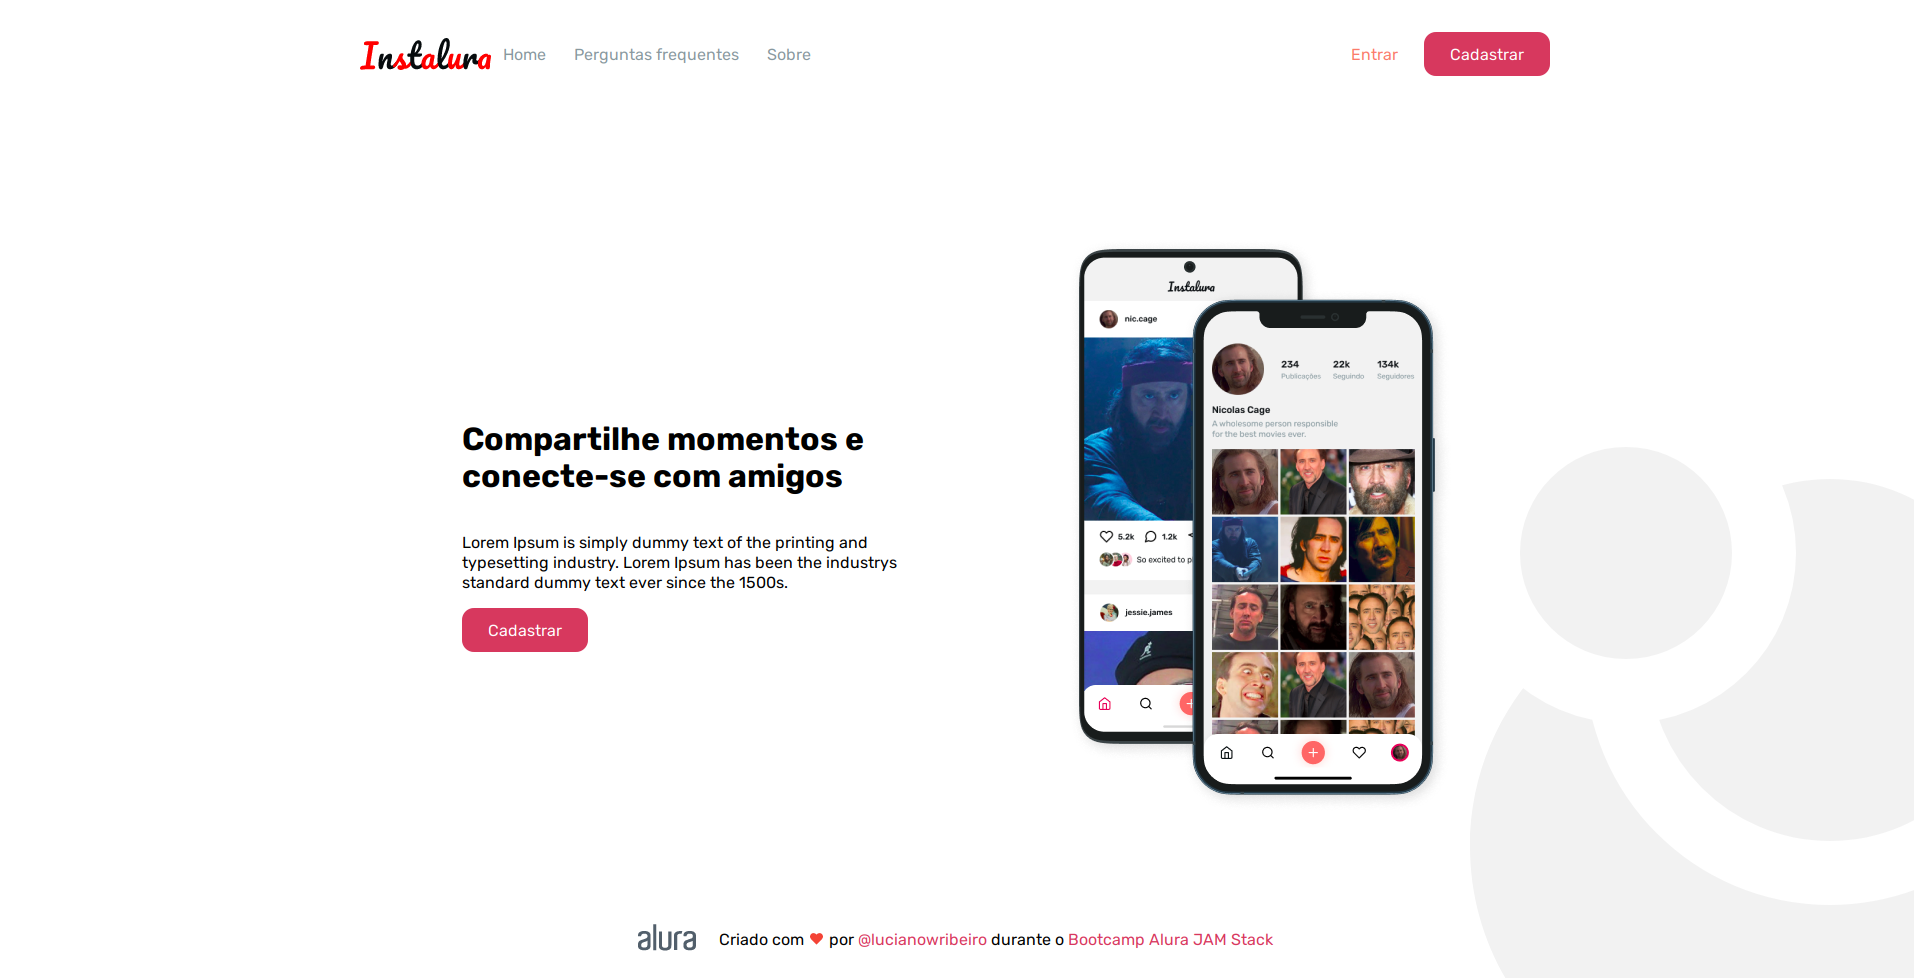 Instalura Home Perguntas frequentes Sobre Entrar Cadastrar
Compartilhe momentos e
conecte-se com amigos
Lorem Ipsum is simply dummy text of the printing and
typesetting industry. Lorem Ipsum has been the industrys
standard dummy text ever since the 1500s.
Cadastrar
Instalura
nic.cage
5.2k 1.2k
So excited to p
jessie.james
234 22k 134k
Publicações Seguindo Seguidores
Nicolas Cage
A wholesome person responsible
for the best movies ever.
alura Criado com ❤ por @lucianowribeiro durante o Bootcamp Alura JAM Stack